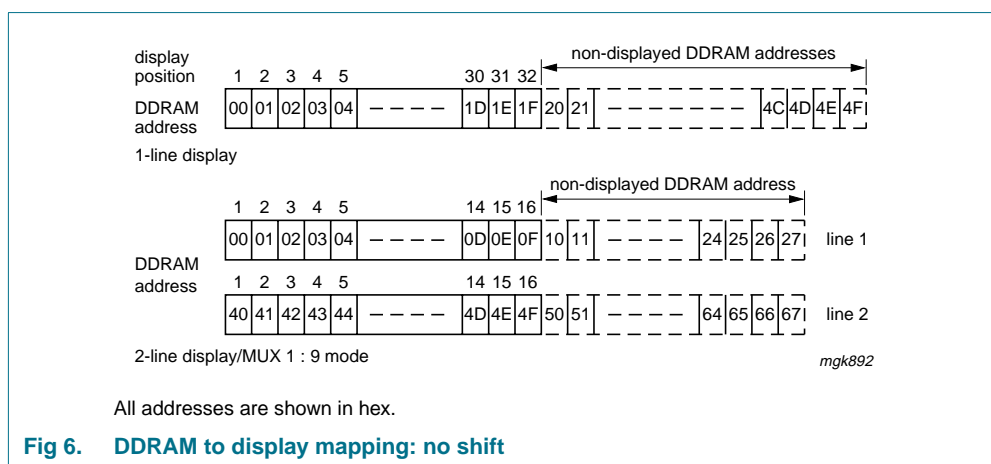 display
position
1 2 3 4 5 30 31 32
non-displayed DDRAM addresses
DDRAM
address
00 01 02 03 04 1D 1E 1F 20 21 4C 4D 4E 4F
1-line display
non-displayed DDRAM address
1 2 3 4 5 14 15 16
00 01 02 03 04 0D 0E 0F 10 11 24 25 26 27 line 1
DDRAM
address
1 2 3 4 5 14 15 16
40 41 42 43 44 4D 4E 4F 50 51 64 65 66 67 line 2
2-line display/MUX 1 : 9 mode
mgk892
All addresses are shown in hex.
Fig 6. DDRAM to display mapping: no shift